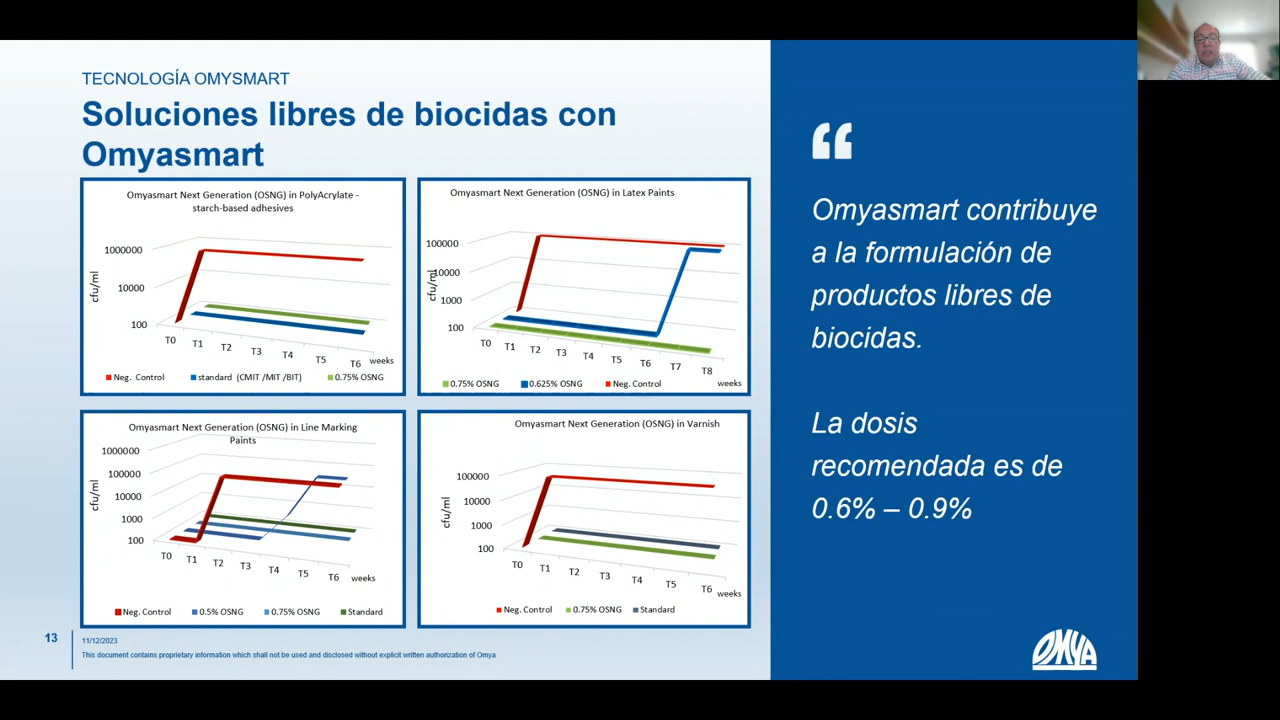 TECNOLOGÍA OMYSMART
Soluciones libres de biocidas con
Omyasmart
Omyasmart Next Generation (OSNG) in PolyAcrylate -
starch-based adhesives
1000000
10000
100
cfu/ml
T0 T1 T2 T3 T4 T5 T6 weeks
Neg. Control standard (CMIT /MIT /BIT) 0.75% OSNG
Omyasmart Next Generation (OSNG) in Latex Paints
100000
10000
1000
100
cfu/ml
T0 T1 T2 T3 T4 T5 T6 T7 T8
weeks
0.75% OSNG 0.625% OSNG Neg. Control
Omyasmart Next Generation (OSNG) in Line Marking
Paints
1000000
100000
10000
1000
100
cfu/ml
T0 T1 T2 T3 T4 T5 T6 weeks
Neg. Control 0.5% OSNG 0.75% OSNG Standard
Omyasmart Next Generation (OSNG) in Varnish
100000
10000
1000
100
cfu/ml
T0 T1 T2 T3 T4 T5 T6 weeks
Neg. Control 0.75% OSNG Standard
13
11/12/2023
This document contains proprietary information which shall not be used and disclosed without explicit written authorization of Omya
“
Omyasmart contribuye
a la formulación de
productos libres de
biocidas.
La dosis
recomendada es de
0.6% – 0.9%
OMYA